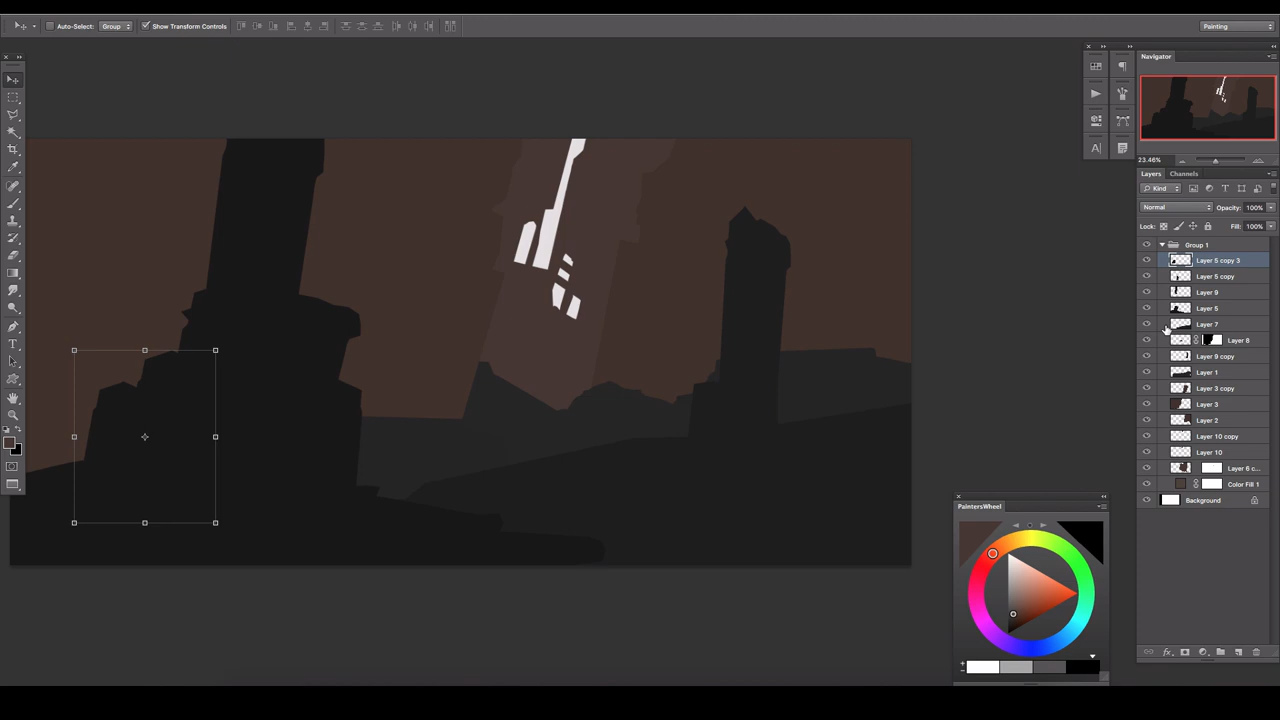 Auto-Select: Group Show Transform Controls Painting
Navigator
23.46%
Layers Channels
Kind
Normal Opacity: 100%
Lock: Fill: 100%
Group 1
Layer 5 copy 3
Layer 5 copy
Layer 9
Layer 5
Layer 7
Layer 8
Layer 9 copy
Layer 1
Layer 3 copy
Layer 3
Layer 2
Layer 10 copy
Layer 10
Layer 6 c...
Color Fill 1
Background
PaintersWheel